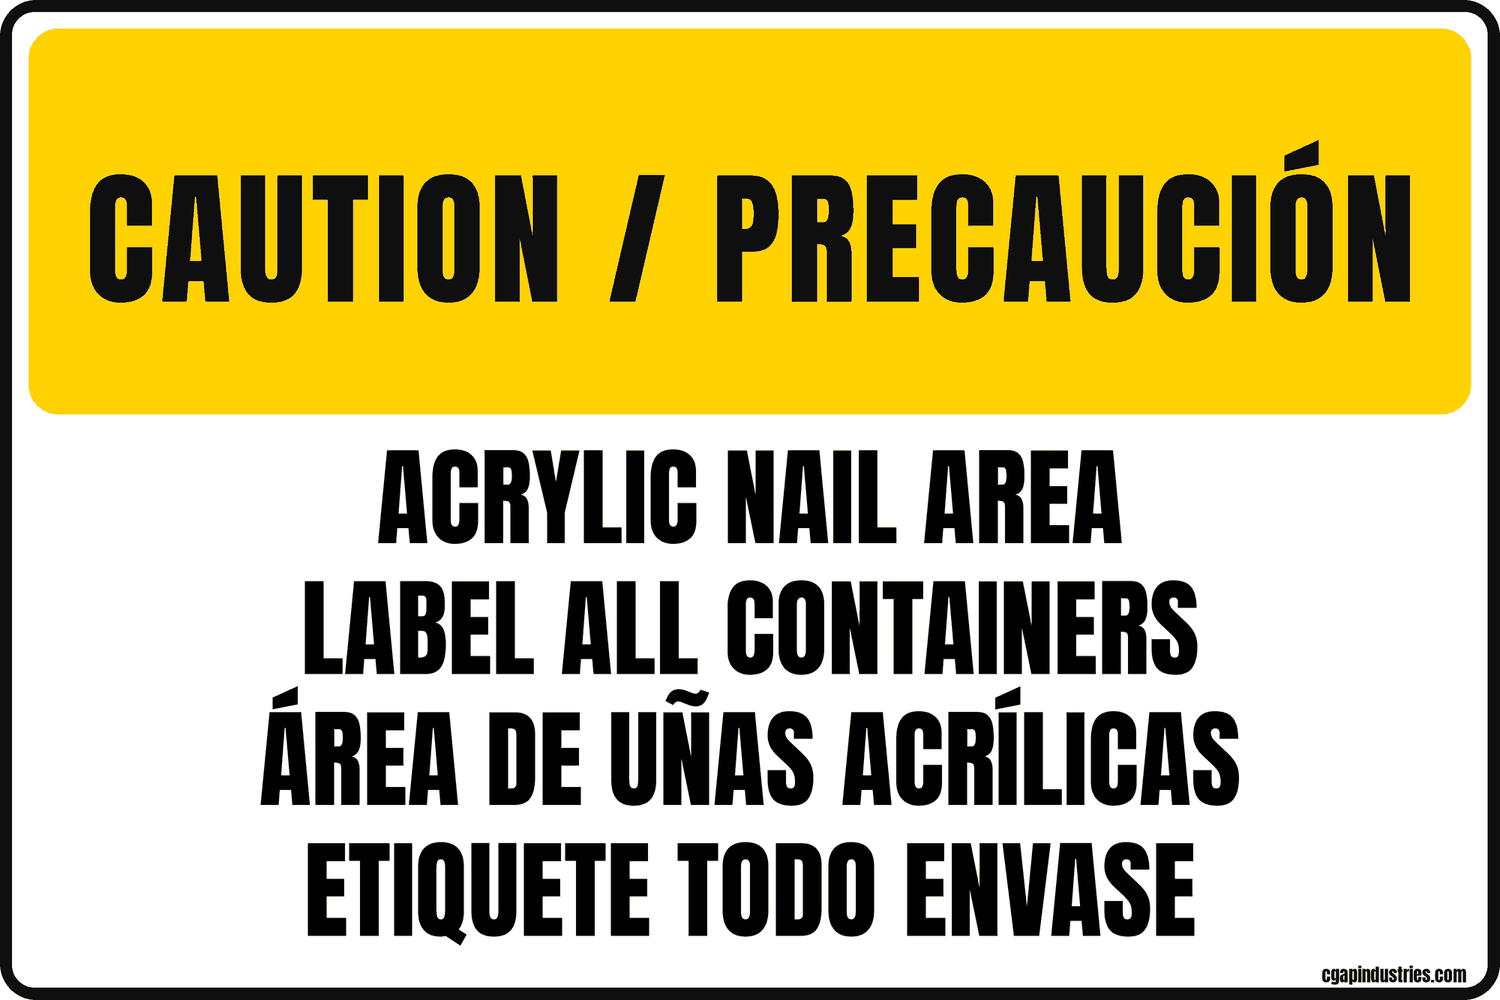 CAUTION / PRECAUCIÓN
ACRYLIC NAIL AREA
LABEL ALL CONTAINERS
ÁREA DE UÑAS ACRÍLICAS
ETIQUETE TODO ENVASE
cgapindustries.com